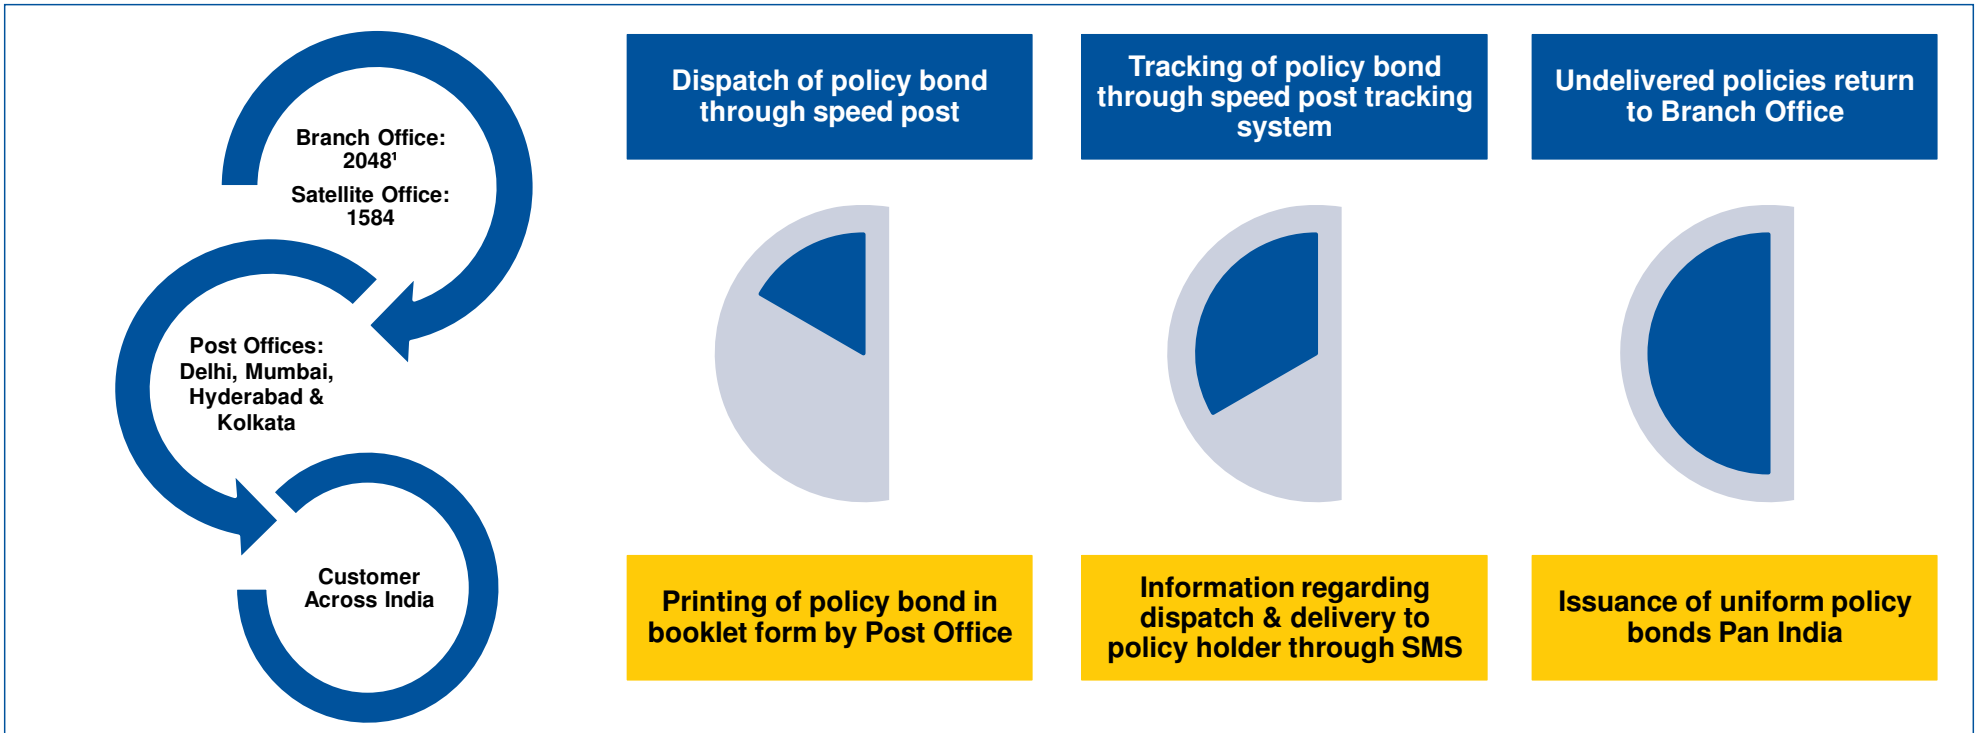 Branch Office:
2048¹
Satellite Office:
1584
Post Offices:
Delhi, Mumbai,
Hyderabad &
Kolkata
Customer
Across India
Dispatch of policy bond
through speed post
Tracking of policy bond
through speed post tracking
system
Undelivered policies return
to Branch Office
Printing of policy bond in
booklet form by Post Office
Information regarding
dispatch & delivery to
policy holder through SMS
Issuance of uniform policy
bonds Pan India